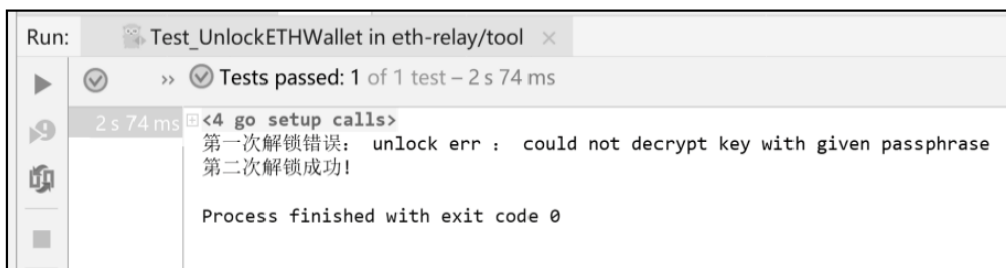 Run: Test_UnlockETHWallet in eth-relay/tool ×
» Tests passed: 1 of 1 test – 2 s 74 ms
2 s 74 ms <4 go setup calls>
第一次解锁错误： unlock err ： could not decrypt key with given passphrase
第二次解锁成功!
Process finished with exit code 0